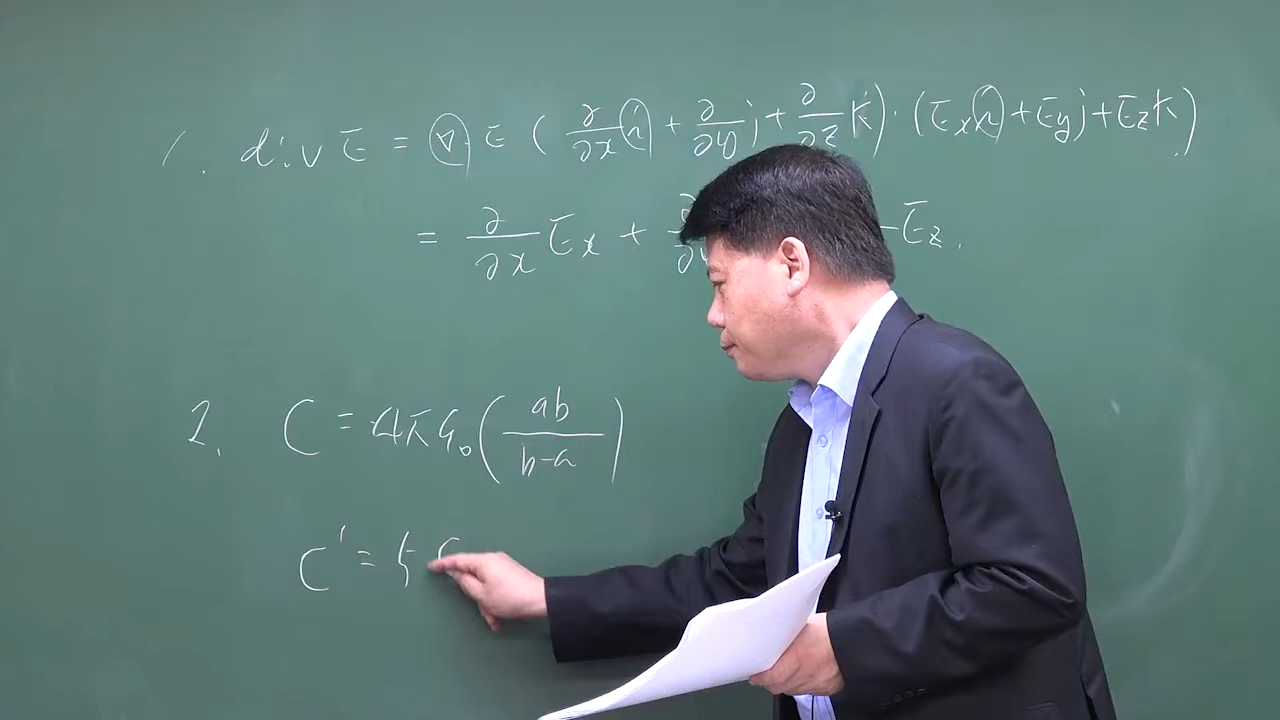 1. div E = ∇· E ( ∂/∂x i + ∂/∂y j + ∂/∂z k ) · ( Ex i + Ey j + Ez k )
= ∂/∂x Ex + Ez.
2. C = 4πε₀ ( ab / b-a )
C' =